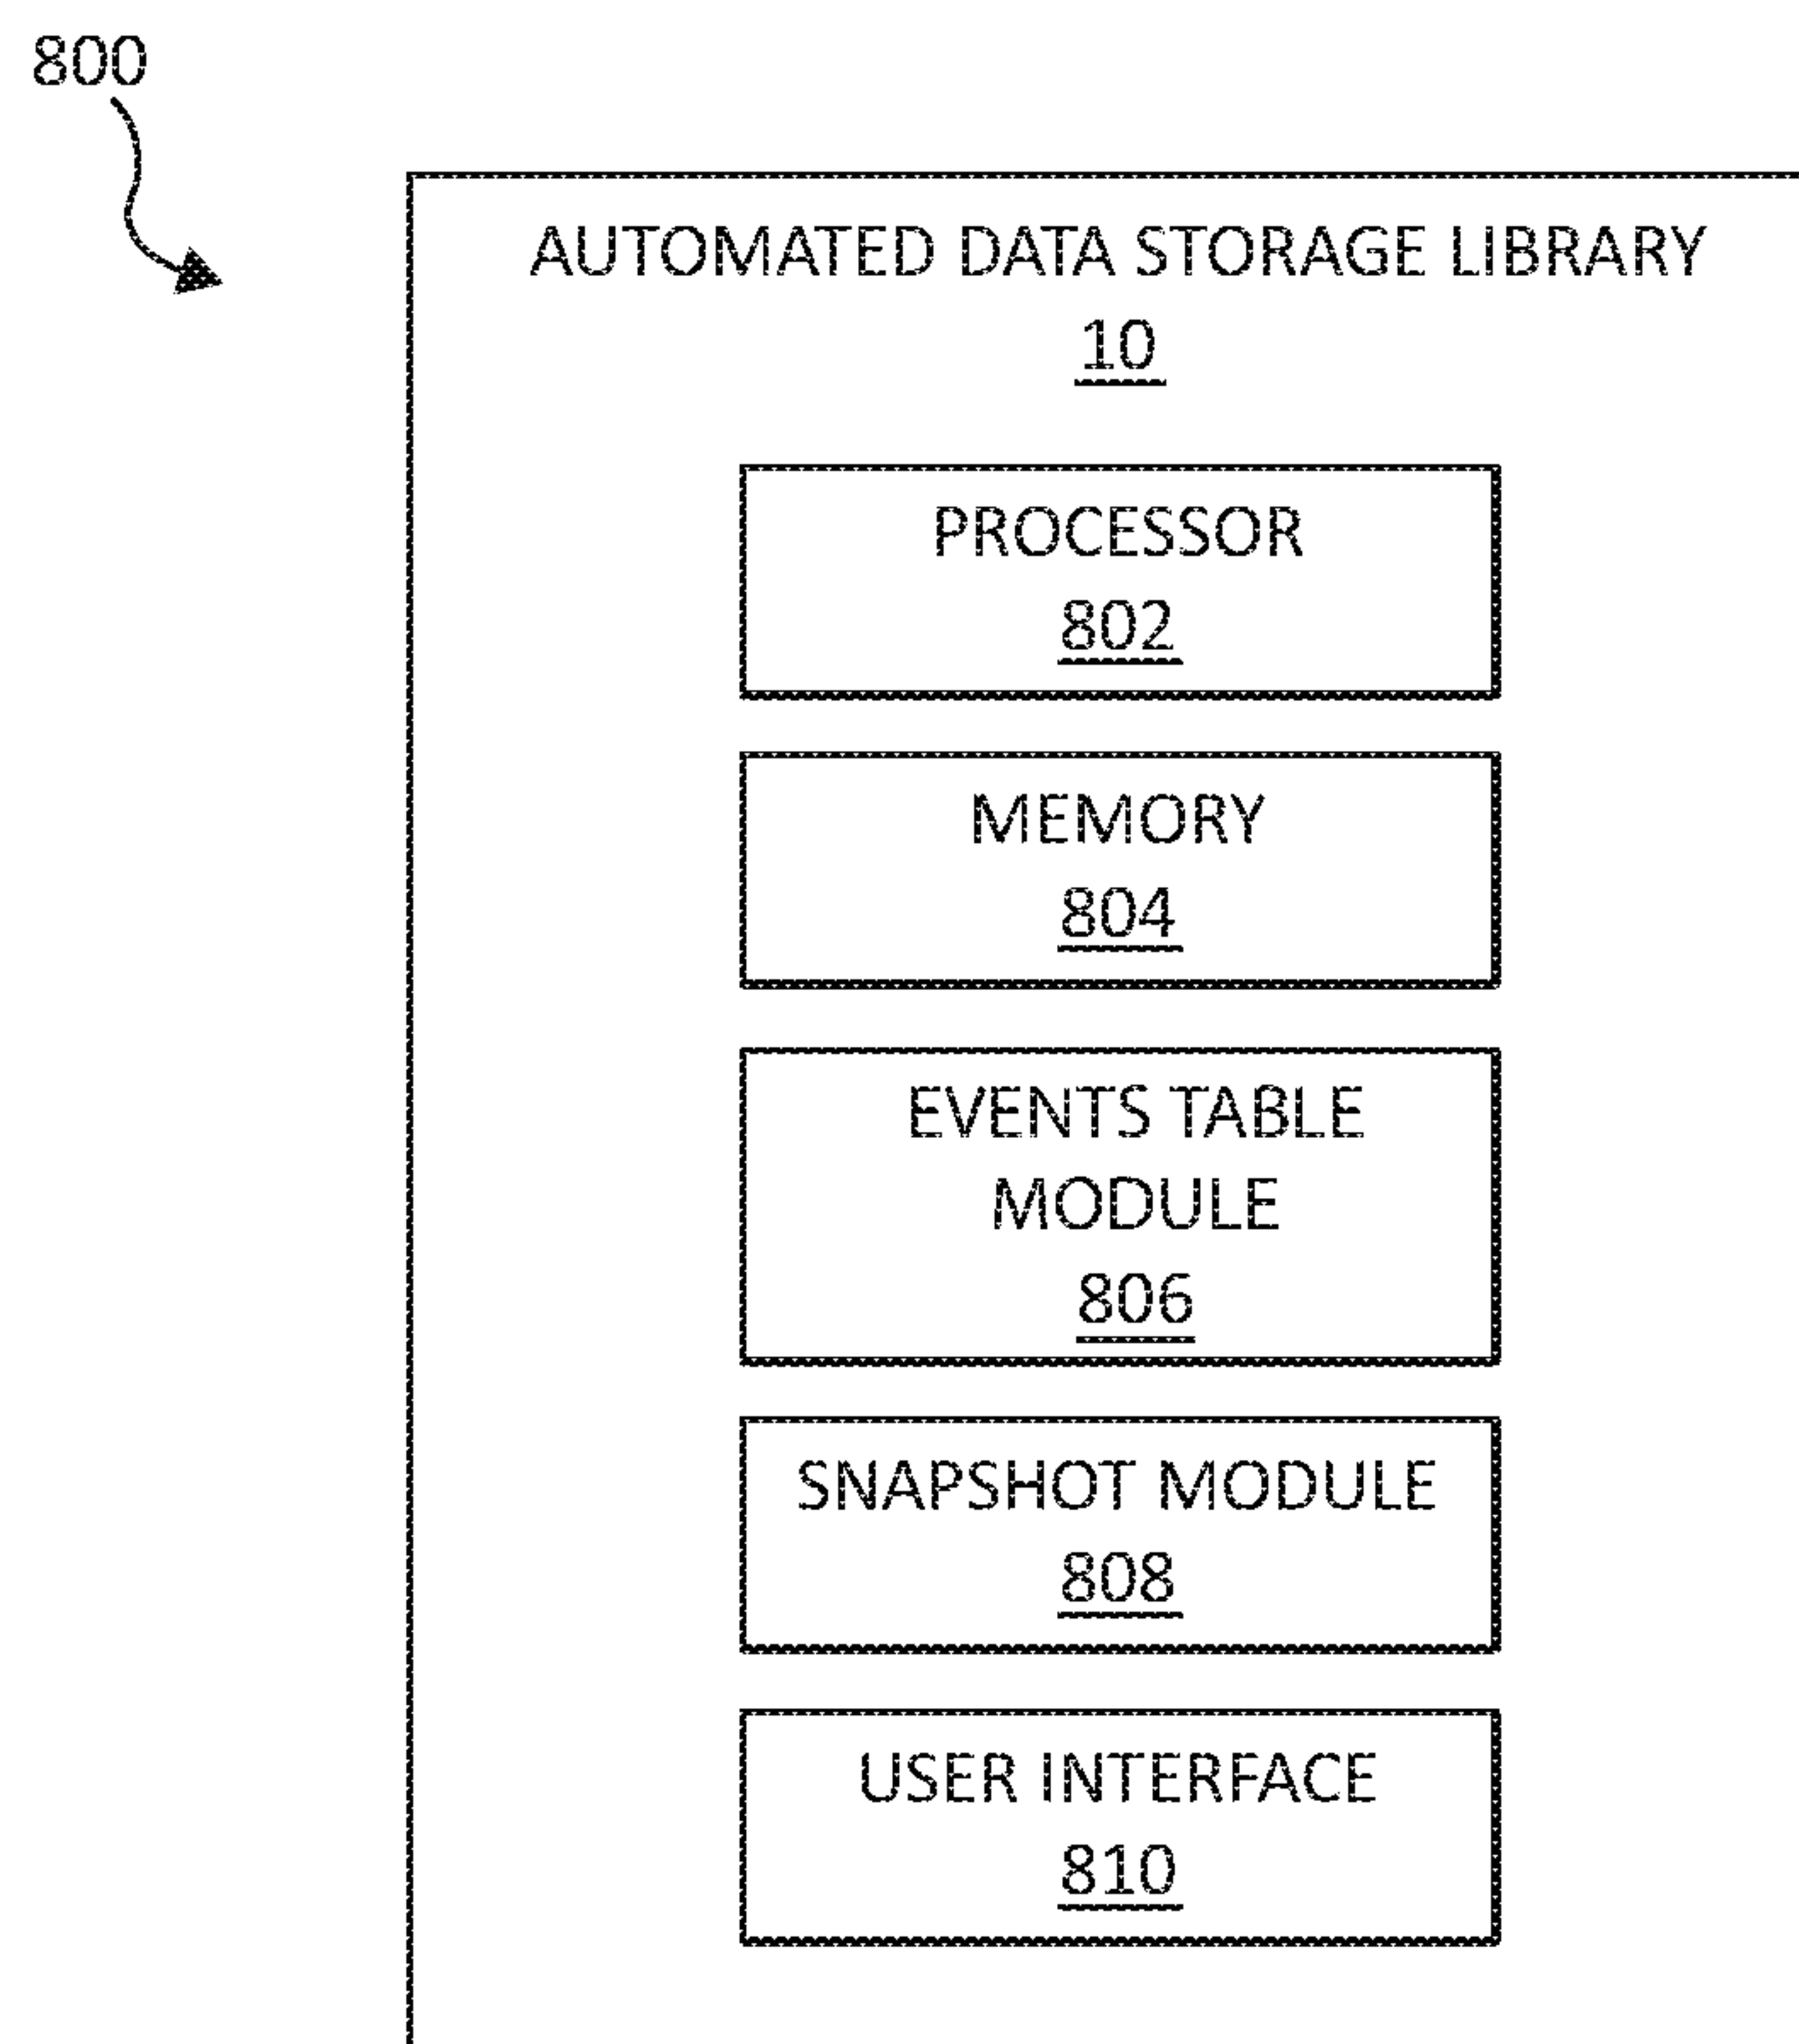 800
AUTOMATED DATA STORAGE LIBRARY
10
PROCESSOR
802
MEMORY
804
EVENTS TABLE
MODULE
806
SNAPSHOT MODULE
808
USER INTERFACE
810